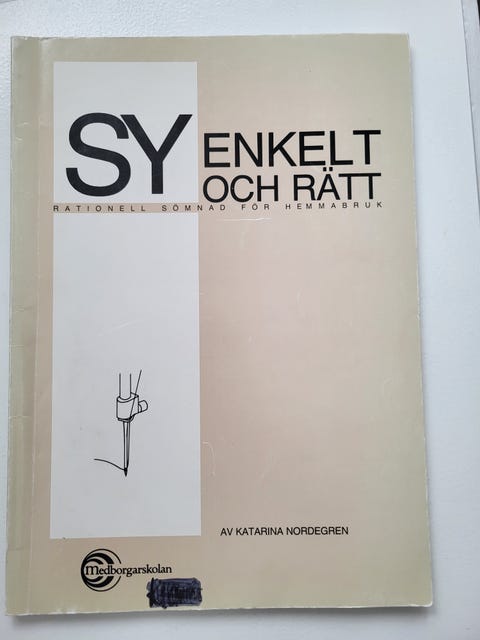 SY ENKELT
OCH RÄTT
RATIONELL SÖMNAD FÖR HEMMABRUK
AV KATARINA NORDEGREN
Medborgarskolan